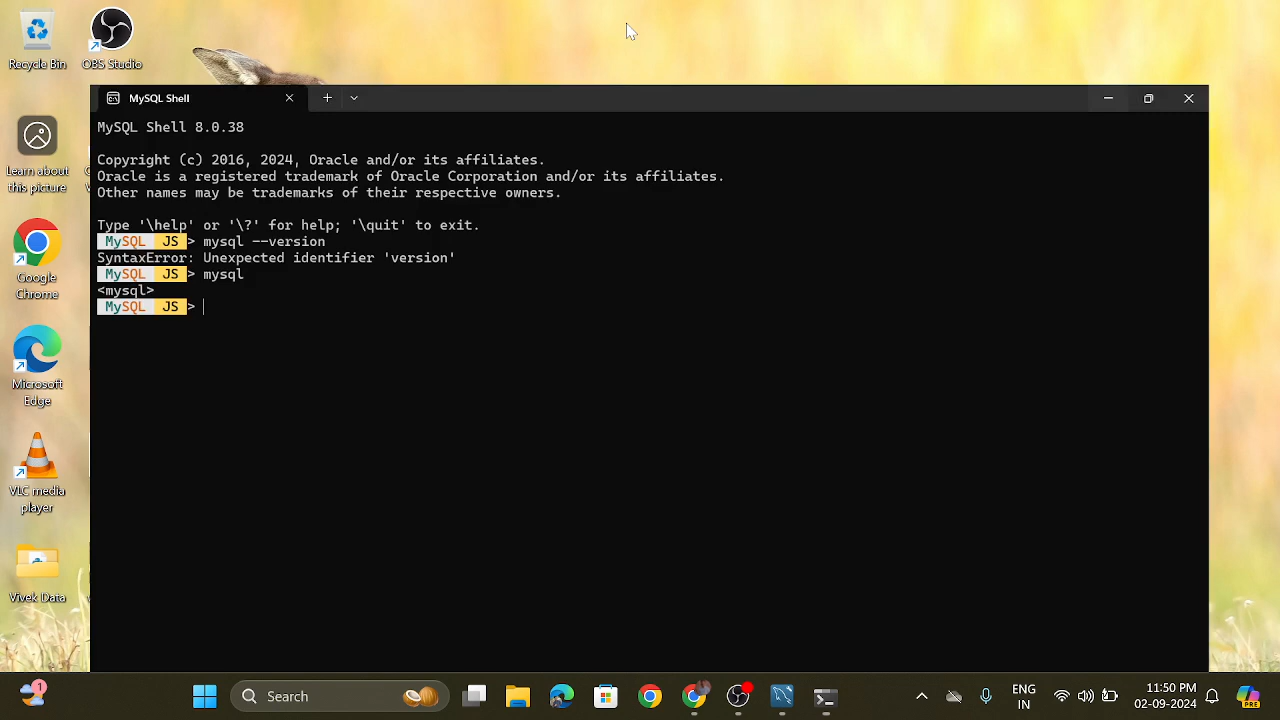 Recycle Bin
OBS Studio
Learn about
this picture
Google
Chrome
Microsoft
Edge
VLC media
player
Vivek Data
MySQL Shell
MySQL Shell 8.0.38
Copyright (c) 2016, 2024, Oracle and/or its affiliates.
Oracle is a registered trademark of Oracle Corporation and/or its affiliates.
Other names may be trademarks of their respective owners.
Type '\help' or '\?' for help; '\quit' to exit.
MySQL JS > mysql --version
SyntaxError: Unexpected identifier 'version'
MySQL JS > mysql
<mysql>
MySQL JS >
1
Search
ENG
IN
11:50 PM
02-09-2024
PRE